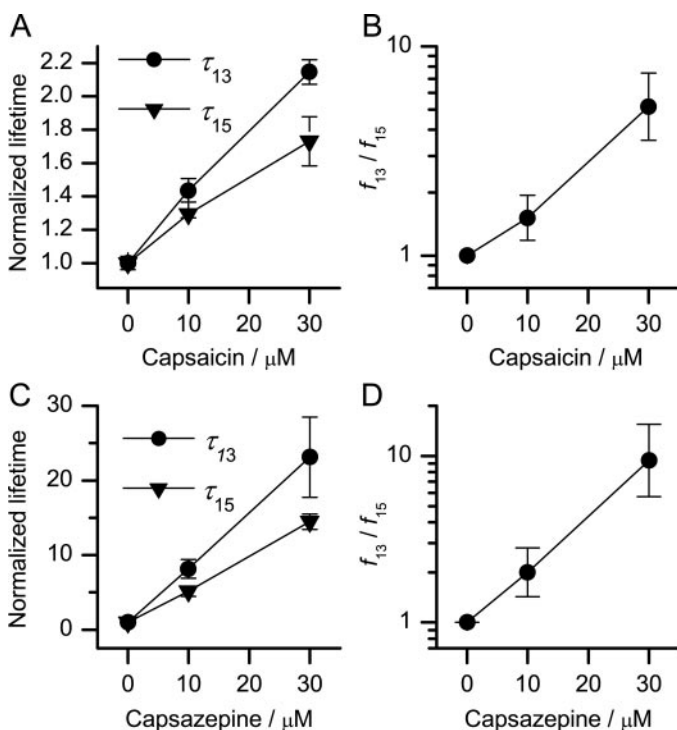 A
Normalized lifetime
2.2
2.0
1.8
1.6
1.4
1.2
1.0
τ13
τ15
0 10 20 30
Capsaicin / μM
B
f13 / f15
10
1
0 10 20 30
Capsaicin / μM
C
Normalized lifetime
30
20
10
0
τ13
τ15
0 10 20 30
Capsazepine / μM
D
f13 / f15
10
1
0 10 20 30
Capsazepine / μM